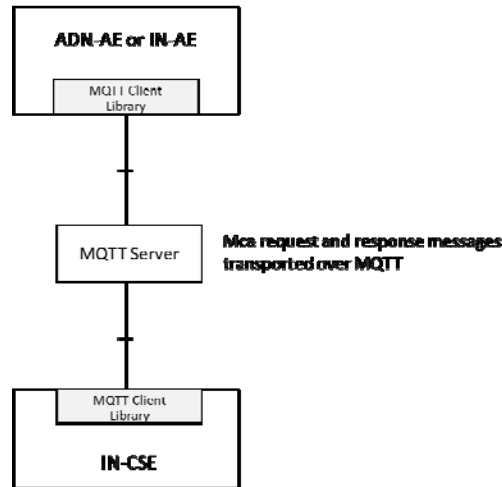 ADN-AE or IN-AE
MQTT Client
Library
MQTT Server
Mca request and response messages
transported over MQTT
MQTT Client
Library
IN-CSE